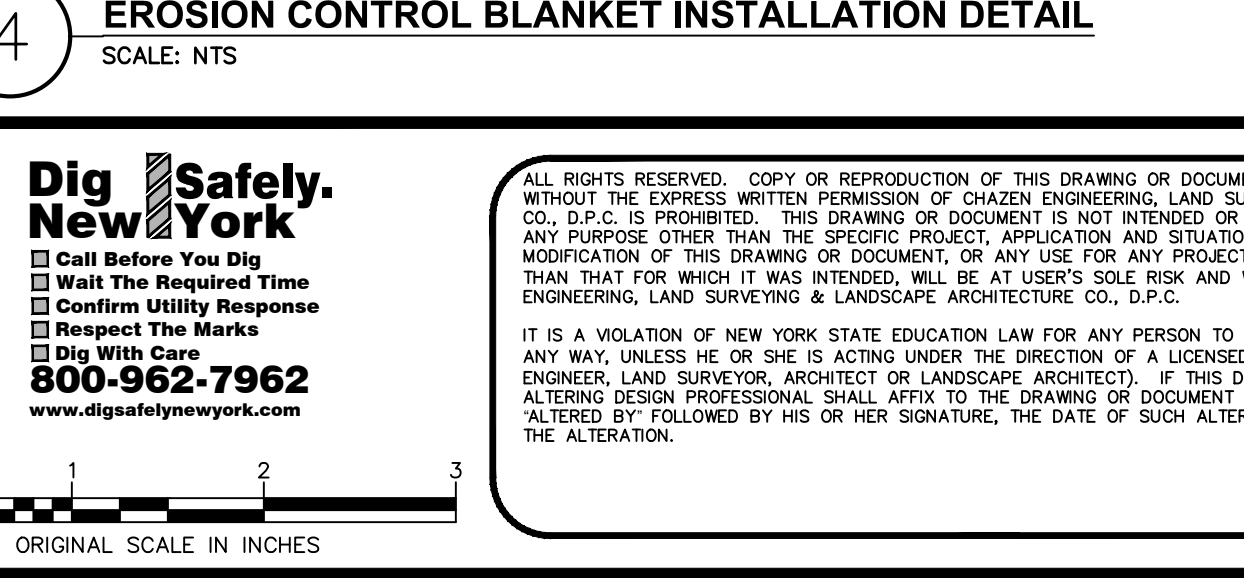 4
EROSION CONTROL BLANKET INSTALLATION DETAIL
SCALE: NTS
Dig Safely.
New York
Call Before You Dig
Wait The Required Time
Confirm Utility Response
Respect The Marks
Dig With Care
800-962-7962
www.digsafelynewyork.com
1 2 3
ORIGINAL SCALE IN INCHES
ALL RIGHTS RESERVED. COPY OR REPRODUCTION OF THIS DRAWING OR
WITHOUT THE EXPRESS WRITTEN PERMISSION OF CHAZEN ENGINEERING, LAND
CO., D.P.C. IS PROHIBITED. THIS DRAWING OR DOCUMENT IS NOT INTENDED OR
ANY PURPOSE OTHER THAN THE SPECIFIC PROJECT, APPLICATION AND
MODIFICATION OF THIS DRAWING OR DOCUMENT, OR ANY USE FOR ANY PROJECT
THAN THAT FOR WHICH IT WAS INTENDED, WILL BE AT USER'S SOLE RISK AND
ENGINEERING, LAND SURVEYING & LANDSCAPE ARCHITECTURE CO., D.P.C.
IT IS A VIOLATION OF NEW YORK STATE EDUCATION LAW FOR ANY PERSON TO
ANY WAY, UNLESS HE OR SHE IS ACTING UNDER THE DIRECTION OF A LICENSED
ENGINEER, LAND SURVEYOR, ARCHITECT OR LANDSCAPE ARCHITECT). IF THIS
ALTERING DESIGN PROFESSIONAL SHALL AFFIX TO THE DRAWING OR DOCUMENT
"ALTERED BY" FOLLOWED BY HIS OR HER SIGNATURE, THE DATE OF SUCH
THE ALTERATION.